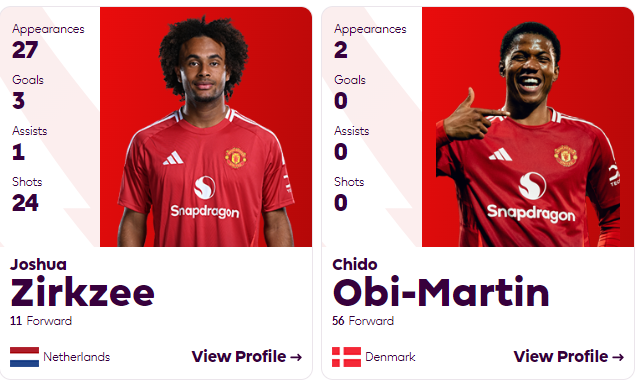 Appearances
27
Goals
3
Assists
1
Shots
24
Snapdragon
Joshua
Zirkzee
11 Forward
Netherlands
View Profile →
Appearances
2
Goals
0
Assists
0
Shots
0
Snapdragon
Chido
Obi-Martin
56 Forward
Denmark
View Profile →